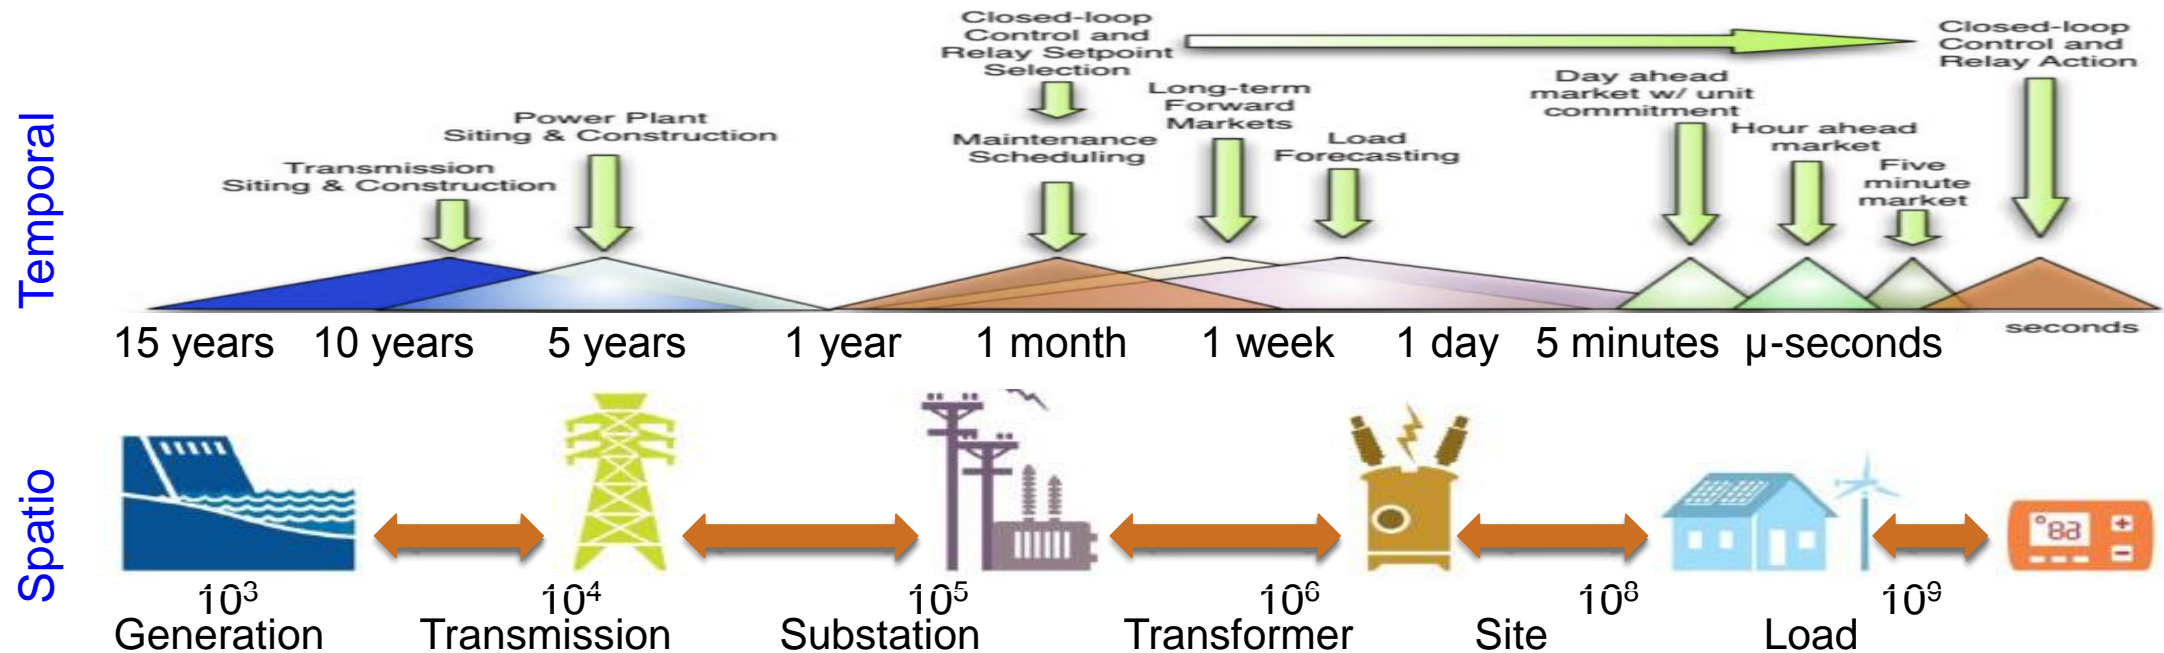 Temporal
Closed-loop
Control and
Relay Setpoint
Selection
Closed-loop
Control and
Relay Action
Power Plant
Siting & Construction
Transmission
Siting & Construction
Maintenance
Scheduling
Long-term
Forward
Markets
Load
Forecasting
Day ahead
market w/ unit
commitment
Hour ahead
market
Five
minute
market
15 years 10 years 5 years 1 year 1 month 1 week 1 day 5 minutes µ-seconds
seconds
Spatio
°83
+
−
10³ 10⁴ 10⁵ 10⁶ 10⁸ 10⁹
Generation Transmission Substation Transformer Site Load